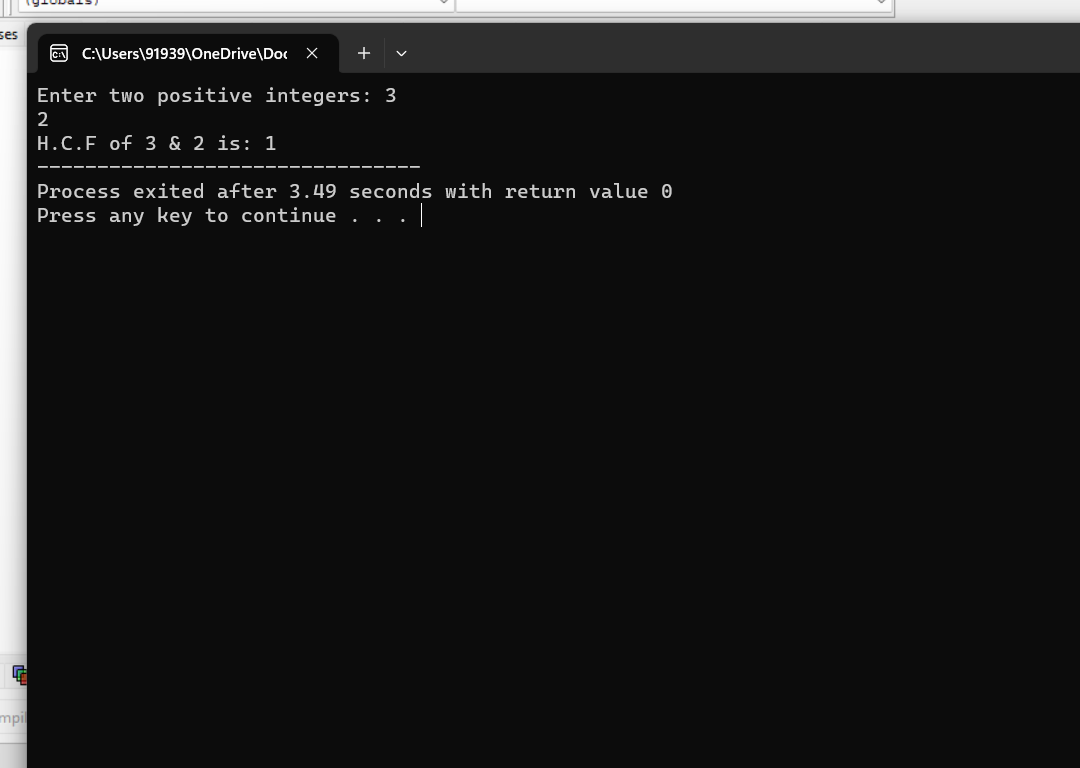 (globals)
ses
C:\Users\91939\OneDrive\Doc
Enter two positive integers: 3
2
H.C.F of 3 & 2 is: 1
--------------------------------
Process exited after 3.49 seconds with return value 0
Press any key to continue . . .
mpil